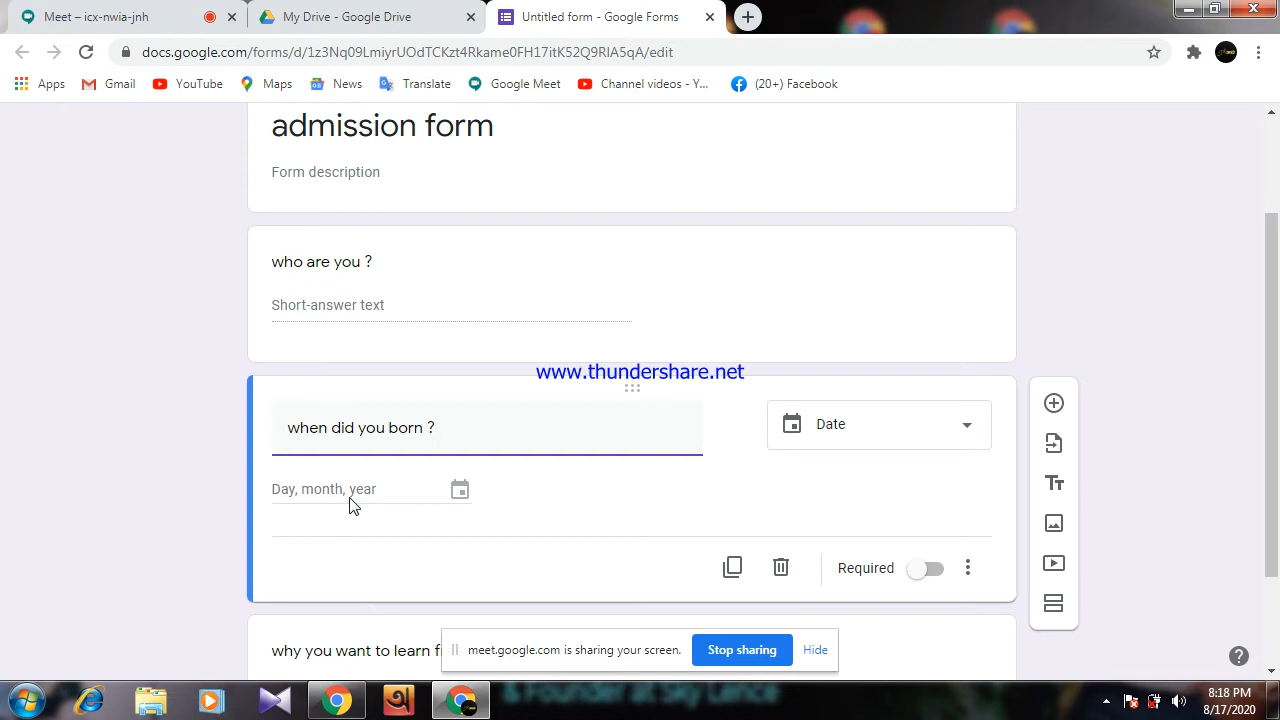 Meet – icx-nwia-jnh
My Drive - Google Drive
Untitled form - Google Forms
docs.google.com/forms/d/1z3Nq09LmiyrUOdTCKzt4Rkame0FH17itK52Q9RIA5qA/edit
Apps
Gmail
YouTube
Maps
News
Translate
Google Meet
Channel videos - Y...
(20+) Facebook
admission form
Form description
who are you ?
Short-answer text
www.thundershare.net
when did you born ?
Date
Day, month, year
Required
why you want to learn f
meet.google.com is sharing your screen.
Stop sharing
Hide
8:18 PM
8/17/2020